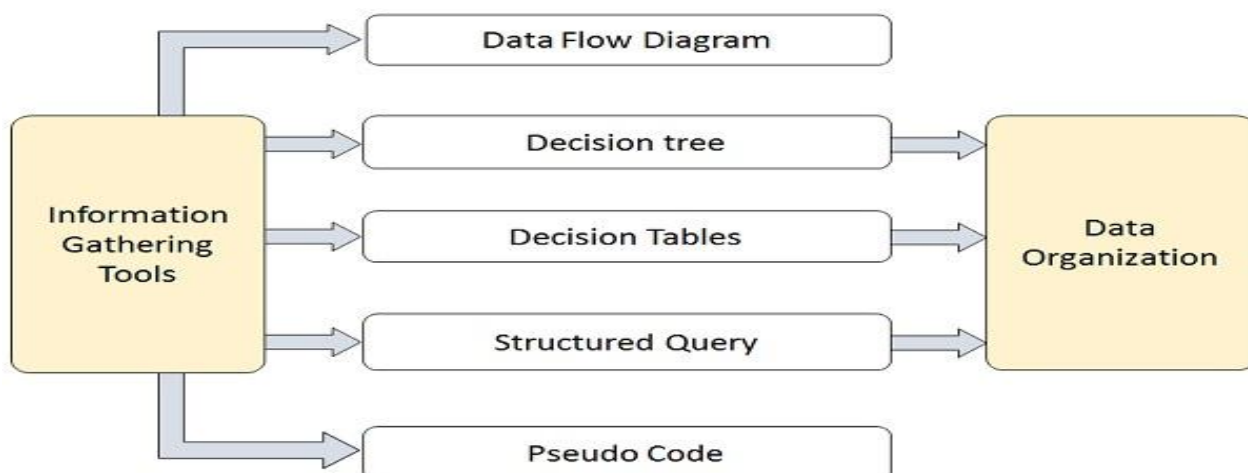 Data Flow Diagram
Decision tree
Information
Gathering
Tools
Decision Tables
Data
Organization
Structured Query
Pseudo Code